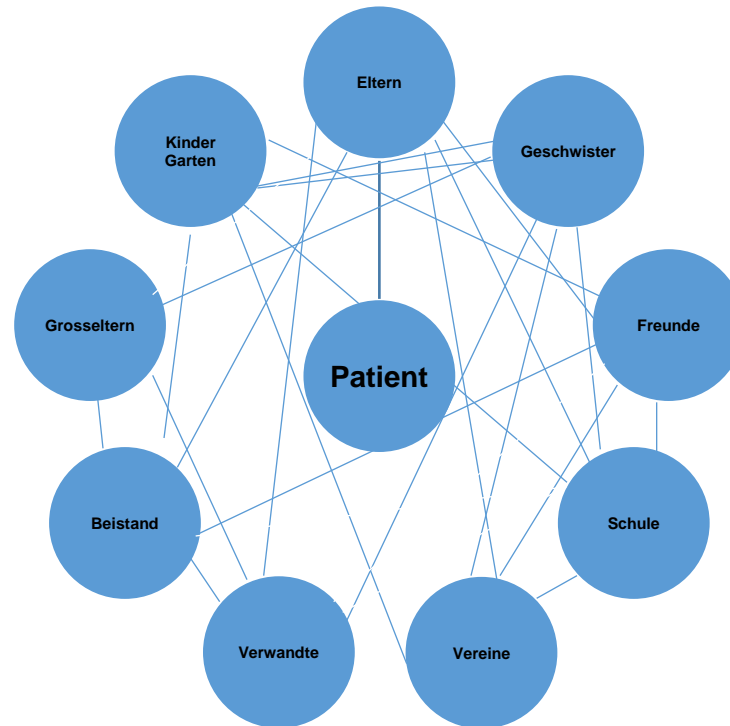 Eltern
Kinder
Garten
Geschwister
Grosseltern
Freunde
Patient
Beistand
Schule
Verwandte
Vereine